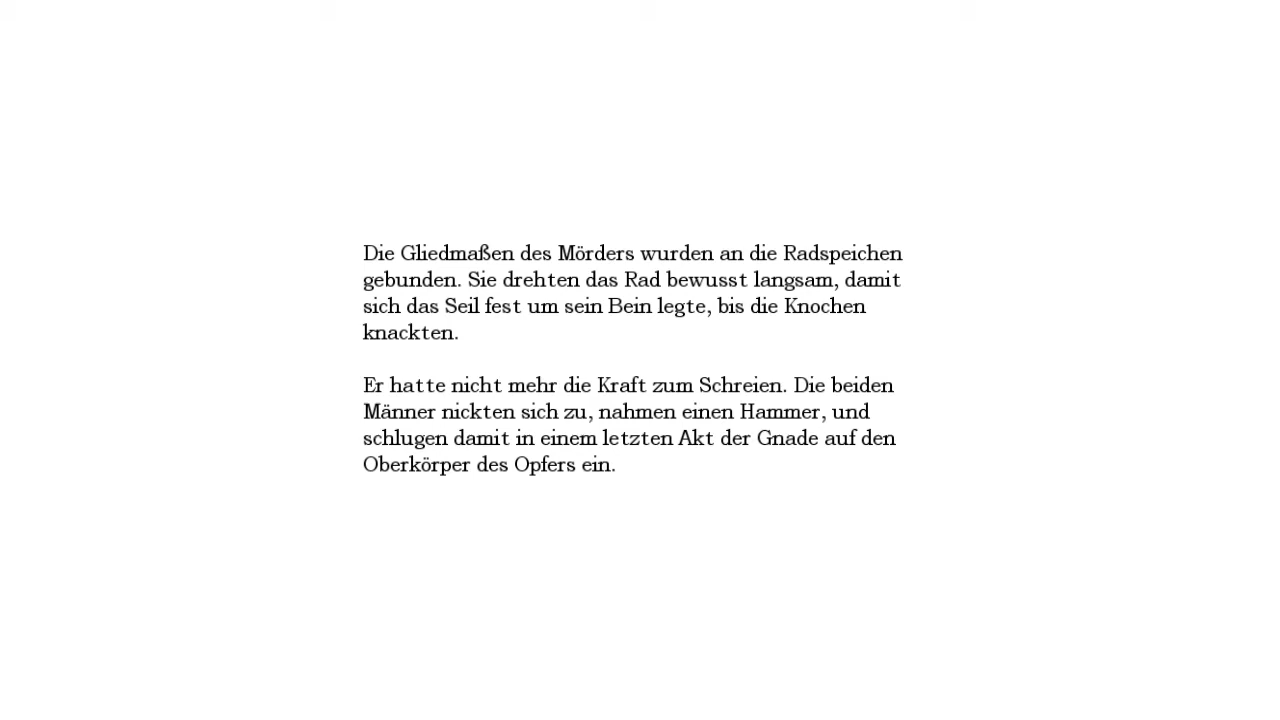 Die Gliedmaßen des Mörders wurden an die Radspeichen
gebunden. Sie drehten das Rad bewusst langsam, damit
sich das Seil fest um sein Bein legte, bis die Knochen
knackten.
Er hatte nicht mehr die Kraft zum Schreien. Die beiden
Männer nickten sich zu, nahmen einen Hammer, und
schlugen damit in einem letzten Akt der Gnade auf den
Oberkörper des Opfers ein.